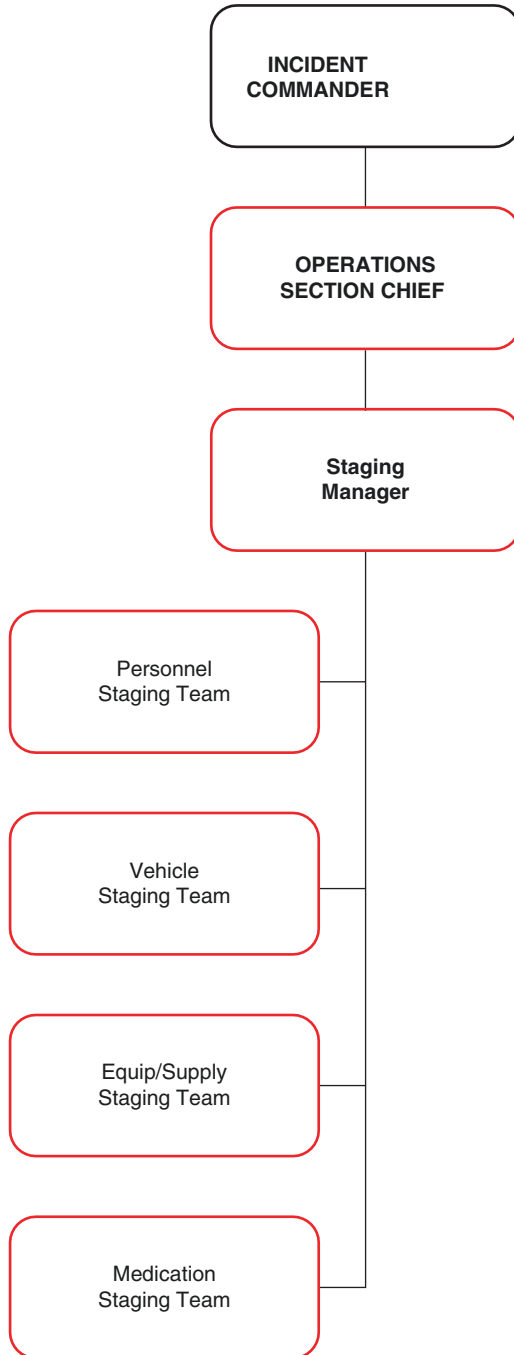 INCIDENT
COMMANDER
OPERATIONS
SECTION CHIEF
Staging
Manager
Personnel
Staging Team
Vehicle
Staging Team
Equip/Supply
Staging Team
Medication
Staging Team